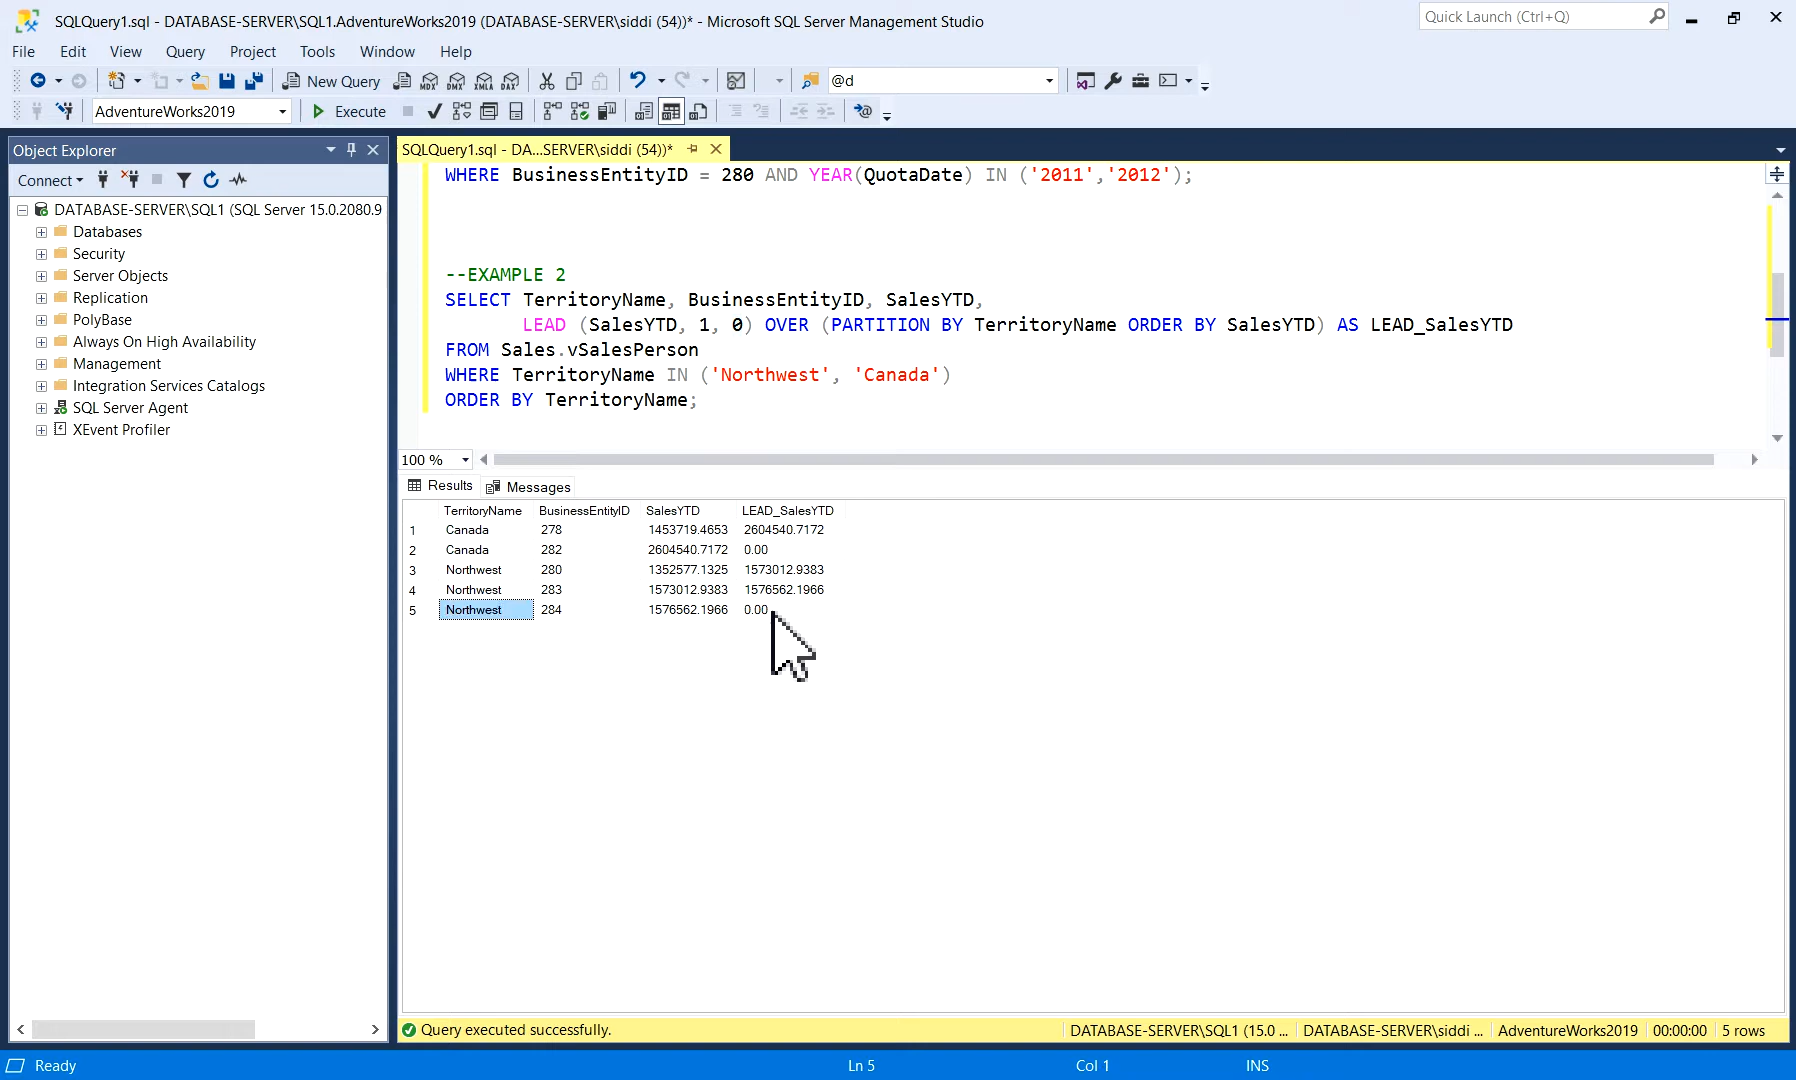 SQLQuery1.sql - DATABASE-SERVER\SQL1.AdventureWorks2019 (DATABASE-SERVER\siddi (54))* - Microsoft SQL Server Management Studio
Quick Launch (Ctrl+Q)
File Edit View Query Project Tools Window Help
New Query MDX DMX XMLA DAX @d
AdventureWorks2019 Execute
Object Explorer
Connect
DATABASE-SERVER\SQL1 (SQL Server 15.0.2080.9
Databases
Security
Server Objects
Replication
PolyBase
Always On High Availability
Management
Integration Services Catalogs
SQL Server Agent
XEvent Profiler
SQLQuery1.sql - DA...SERVER\siddi (54))*
WHERE BusinessEntityID = 280 AND YEAR(QuotaDate) IN ('2011','2012');
--EXAMPLE 2
SELECT TerritoryName, BusinessEntityID, SalesYTD,
LEAD (SalesYTD, 1, 0) OVER (PARTITION BY TerritoryName ORDER BY SalesYTD) AS LEAD_SalesYTD
FROM Sales.vSalesPerson
WHERE TerritoryName IN ('Northwest', 'Canada')
ORDER BY TerritoryName;
100 %
Results Messages
TerritoryName BusinessEntityID SalesYTD LEAD_SalesYTD
1 Canada 278 1453719.4653 2604540.7172
2 Canada 282 2604540.7172 0.00
3 Northwest 280 1352577.1325 1573012.9383
4 Northwest 283 1573012.9383 1576562.1966
5 Northwest 284 1576562.1966 0.00
Query executed successfully. DATABASE-SERVER\SQL1 (15.0 ... DATABASE-SERVER\siddi ... AdventureWorks2019 00:00:00 5 rows
Ready Ln 5 Col 1 INS